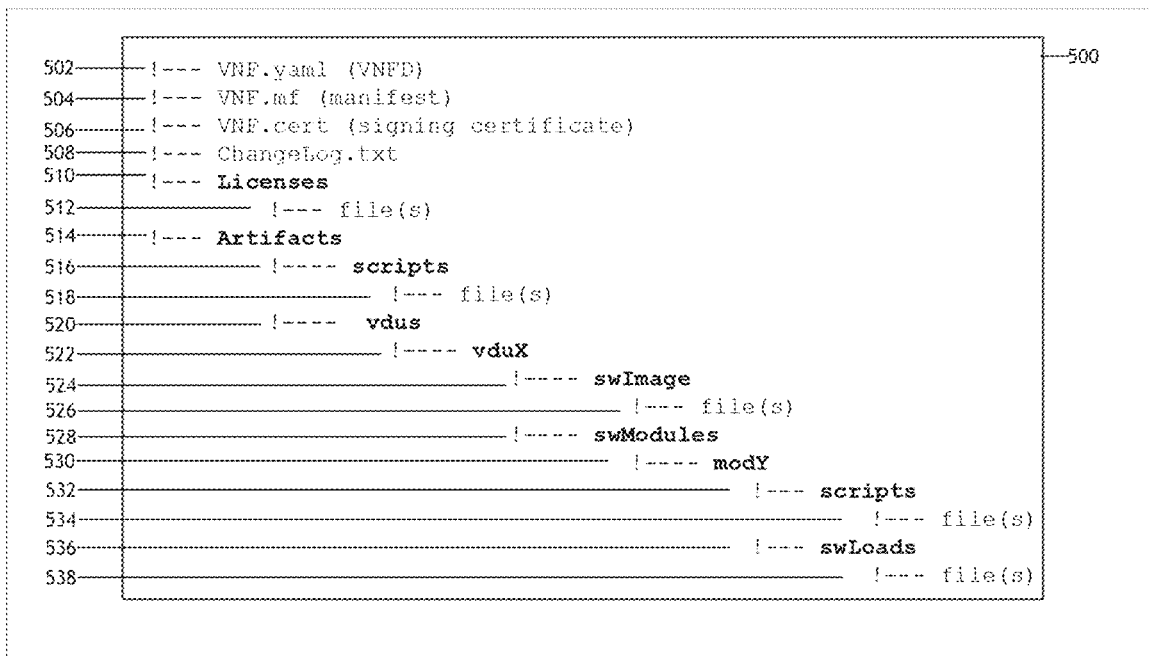 500
502 !--- VNF.yaml (VNFD)
504 !--- VNF.mf (manifest)
506 !--- VNF.cert (signing certificate)
508 !--- ChangeLog.txt
510 !--- Licenses
512 !--- file(s)
514 !--- Artifacts
516 !---- scripts
518 !--- file(s)
520 !---- vdus
522 !---- vduX
524 !---- swImage
526 !--- file(s)
528 !---- swModules
530 !---- modY
532 !--- scripts
534 !--- file(s)
536 !--- swLoads
538 !--- file(s)